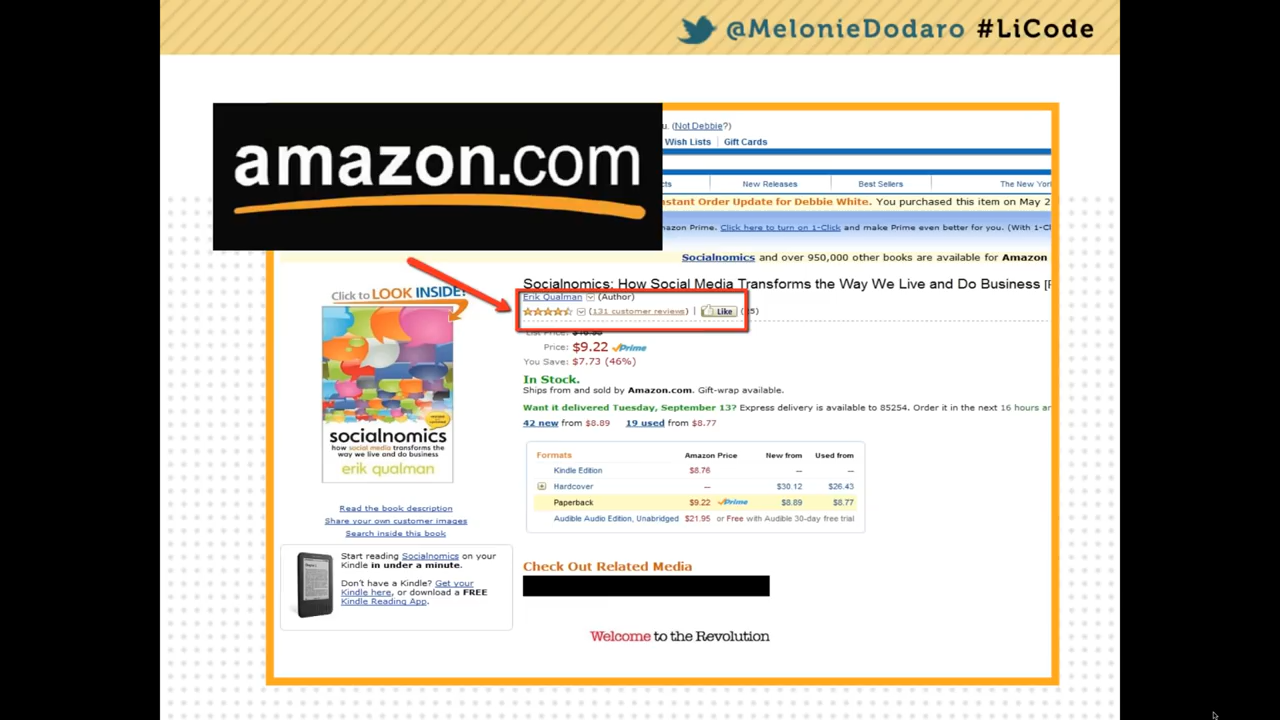 @MelonieDodaro #LiCode
amazon.com
u. (Not Debbie?)
Wish Lists | Gift Cards
cts New Releases Best Sellers The New Yor
nstant Order Update for Debbie White. You purchased this item on May 2
azon Prime. Click here to turn on 1-Click and make Prime even better for you. (With 1-Cl
Socialnomics and over 950,000 other books are available for Amazon
Socialnomics: How Social Media Transforms the Way We Live and Do Business [P
Erik Qualman (Author)
(131 customer reviews) | Like
Click to LOOK INSIDE!
List Price: $16.95
Price: $9.22 Prime
You Save: $7.73 (46%)
In Stock.
Ships from and sold by Amazon.com. Gift-wrap available.
Want it delivered Tuesday, September 13? Express delivery is available to 85254. Order it in the next 16 hours an
42 new from $8.89 19 used from $8.77
socialnomics
how social media transforms the
way we live and do business
erik qualman
Formats Amazon Price New from Used from
Kindle Edition $8.76 -- --
Hardcover -- $30.12 $26.43
Paperback $9.22 Prime $8.89 $8.77
Audible Audio Edition, Unabridged $21.95 or Free with Audible 30-day free trial
Read the book description
Share your own customer images
Search inside this book
Start reading Socialnomics on your
Kindle in under a minute.
Don't have a Kindle? Get your
Kindle here, or download a FREE
Kindle Reading App.
Check Out Related Media
Welcome to the Revolution